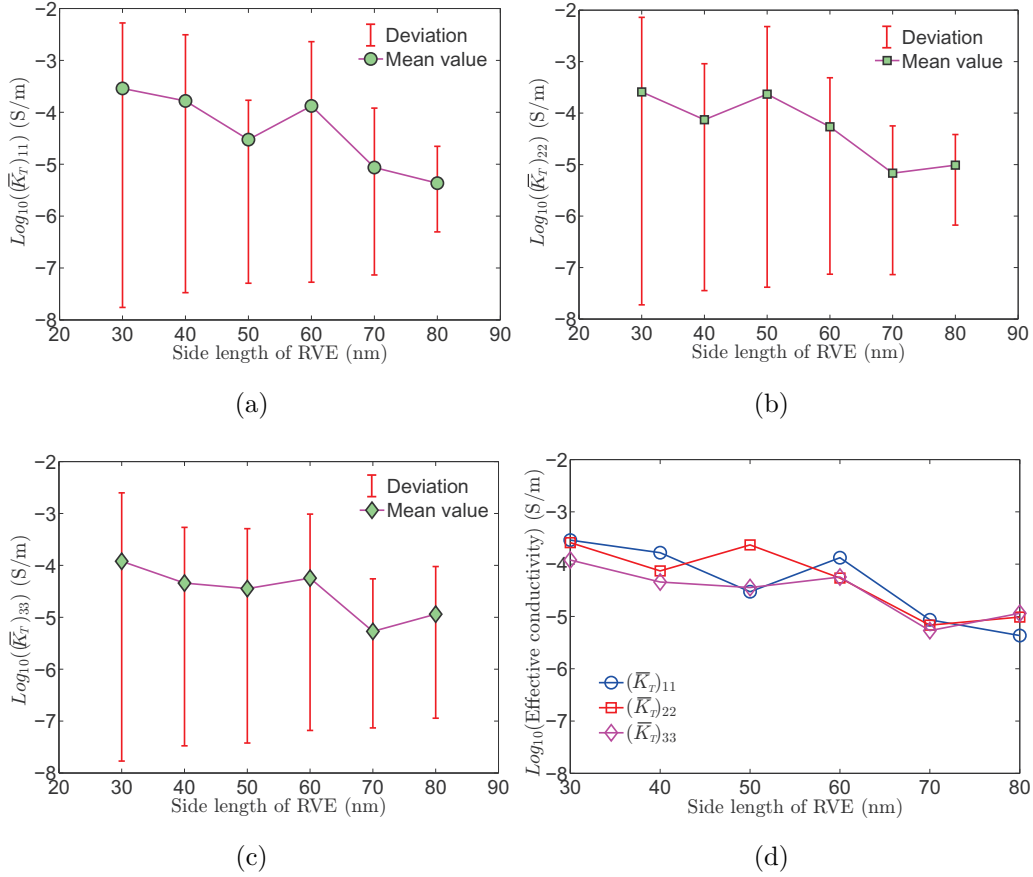 −2
−3
−4
−5
−6
−7
−8
Log10((K̅T)11) (S/m)
Deviation
Mean value
20 30 40 50 60 70 80 90
Side length of RVE (nm)
(a)
−2
−3
−4
−5
−6
−7
−8
Log10((K̅T)22) (S/m)
Deviation
Mean value
20 30 40 50 60 70 80 90
Side length of RVE (nm)
(b)
−2
−3
−4
−5
−6
−7
−8
Log10((K̅T)33) (S/m)
Deviation
Mean value
20 30 40 50 60 70 80 90
Side length of RVE (nm)
(c)
−2
−3
−4
−5
−6
−7
−8
Log10(Effective conductivity) (S/m)
(K̅T)11
(K̅T)22
(K̅T)33
30 40 50 60 70 80
Side length of RVE (nm)
(d)